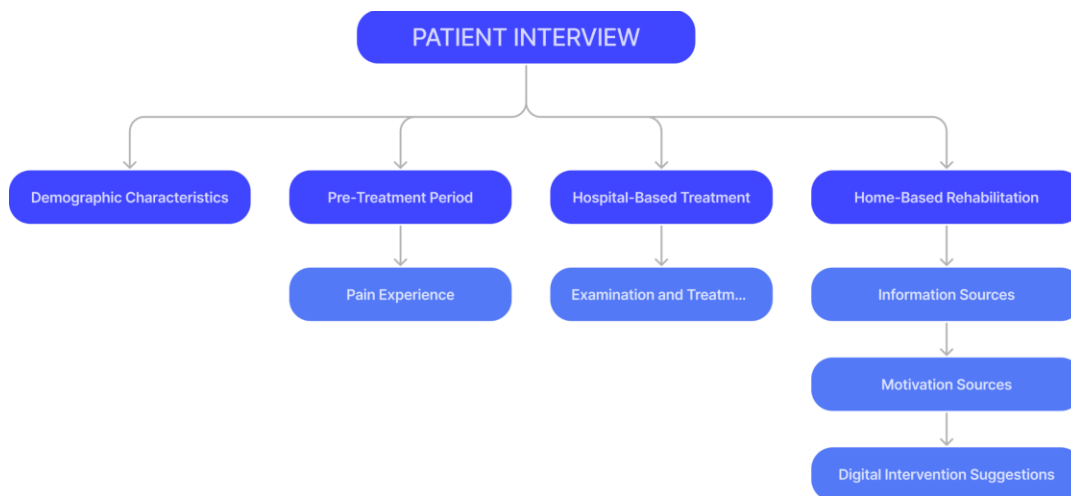 PATIENT INTERVIEW
Demographic Characteristics
Pre-Treatment Period
Hospital-Based Treatment
Home-Based Rehabilitation
Pain Experience
Examination and Treatm...
Information Sources
Motivation Sources
Digital Intervention Suggestions